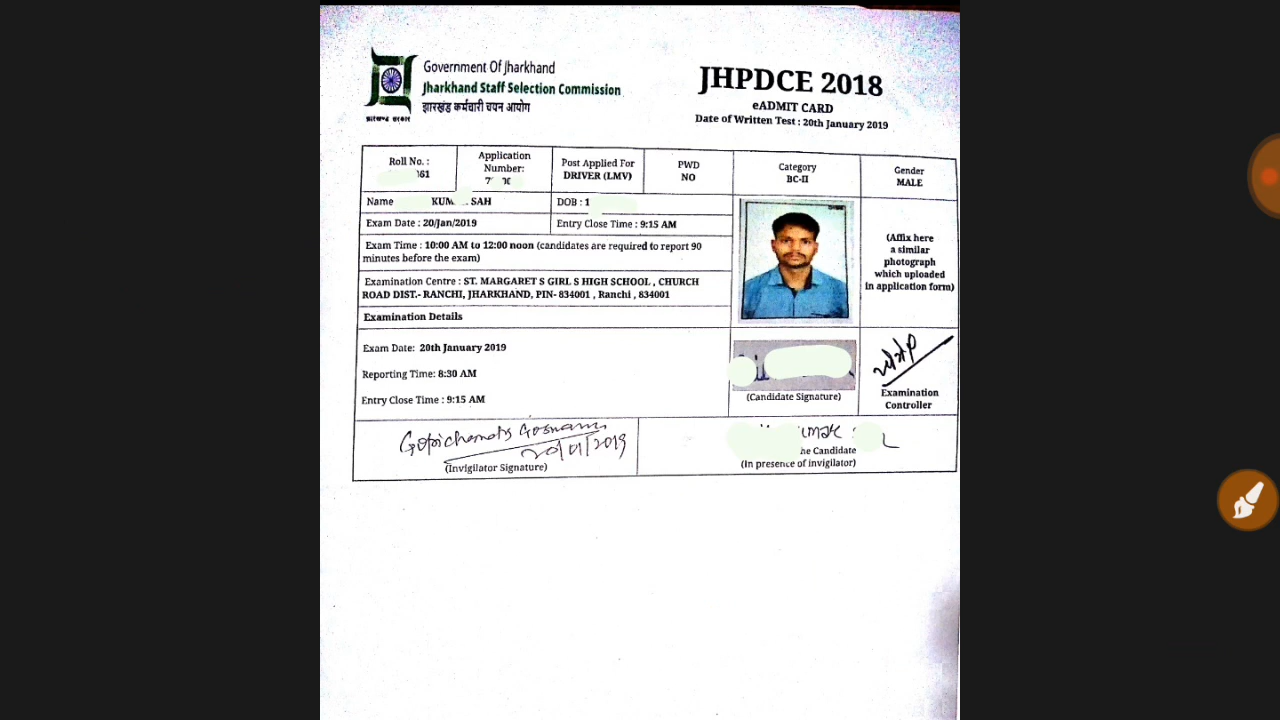 Government Of Jharkhand
Jharkhand Staff Selection Commission
झारखंड कर्मचारी चयन आयोग
झारखण्ड सरकार
JHPDCE 2018
eADMIT CARD
Date of Written Test : 20th January 2019
Roll No. :
061
Application
Number:
Post Applied For
DRIVER (LMV)
PWD
NO
Category
BC-II
Gender
MALE
Name KUM SAH
DOB : 1
Exam Date : 20/Jan/2019
Entry Close Time : 9:15 AM
Exam Time : 10:00 AM to 12:00 noon (candidates are required to report 90
minutes before the exam)
Examination Centre : ST. MARGARET S GIRL S HIGH SCHOOL , CHURCH
ROAD DIST.- RANCHI, JHARKHAND, PIN- 834001 , Ranchi , 834001
(Affix here
a similar
photograph
which uploaded
in application form)
Examination Details
Exam Date: 20th January 2019
Reporting Time: 8:30 AM
Entry Close Time : 9:15 AM
(Candidate Signature)
Examination
Controller
20/01/2019
(Invigilator Signature)
he Candidate
(In presence of invigilator)